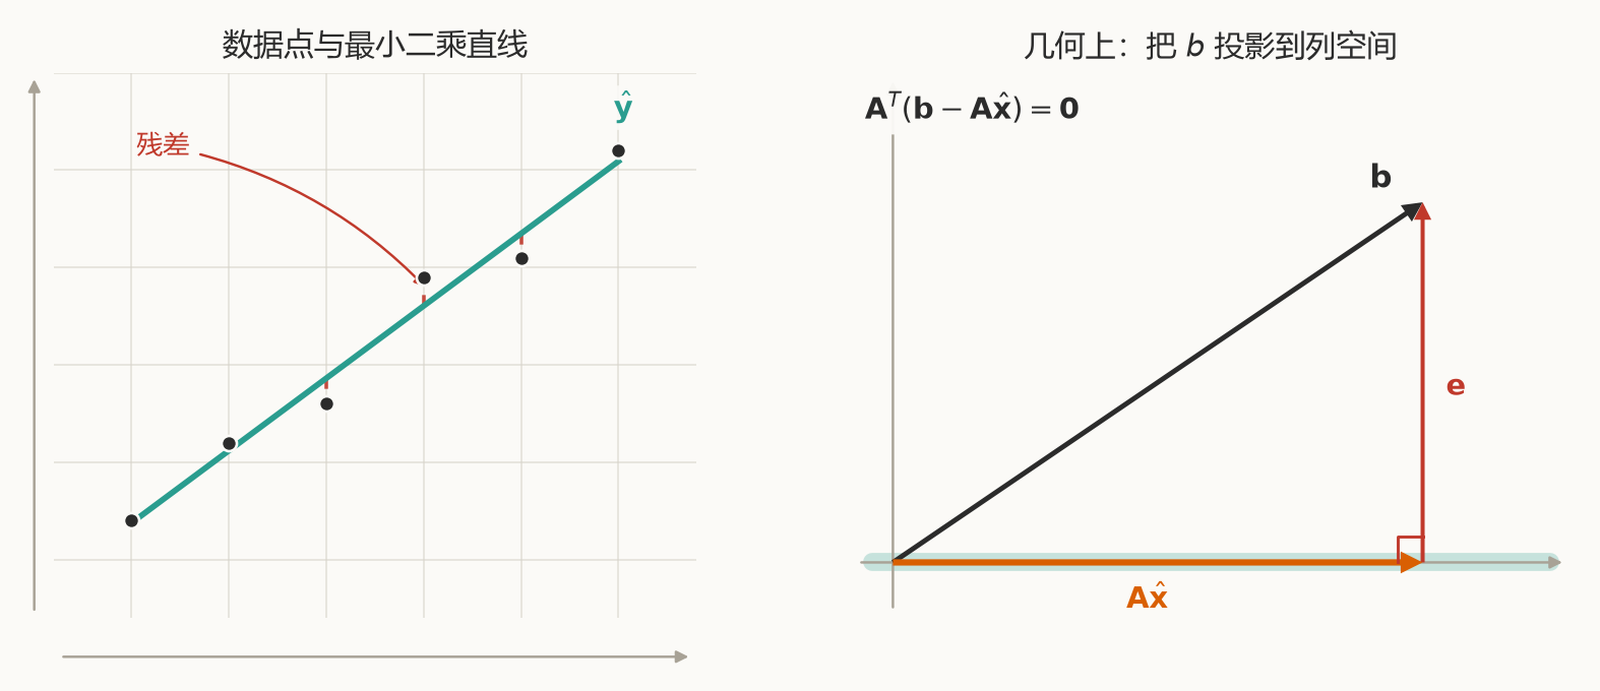 数据点与最小二乘直线
ŷ
残差
几何上：把 b 投影到列空间
Aᵀ(b − Ax̂) = 0
b
e
Ax̂